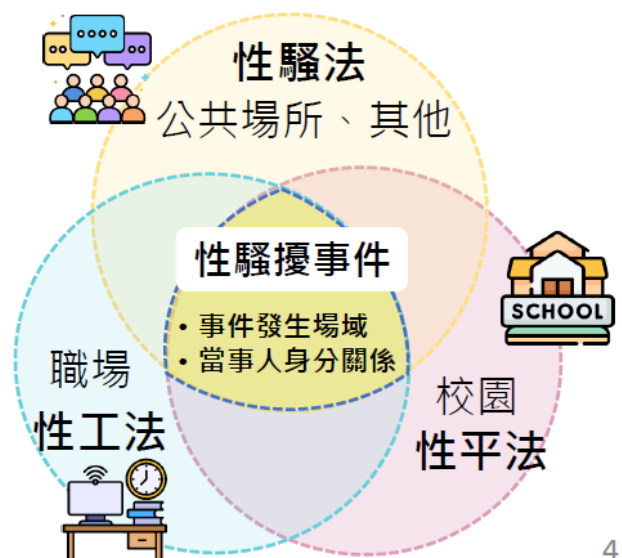 性騷法
公共場所、其他
性騷擾事件
• 事件發生場域
• 當事人身分關係
職場
性工法
SCHOOL
校園
性平法
4